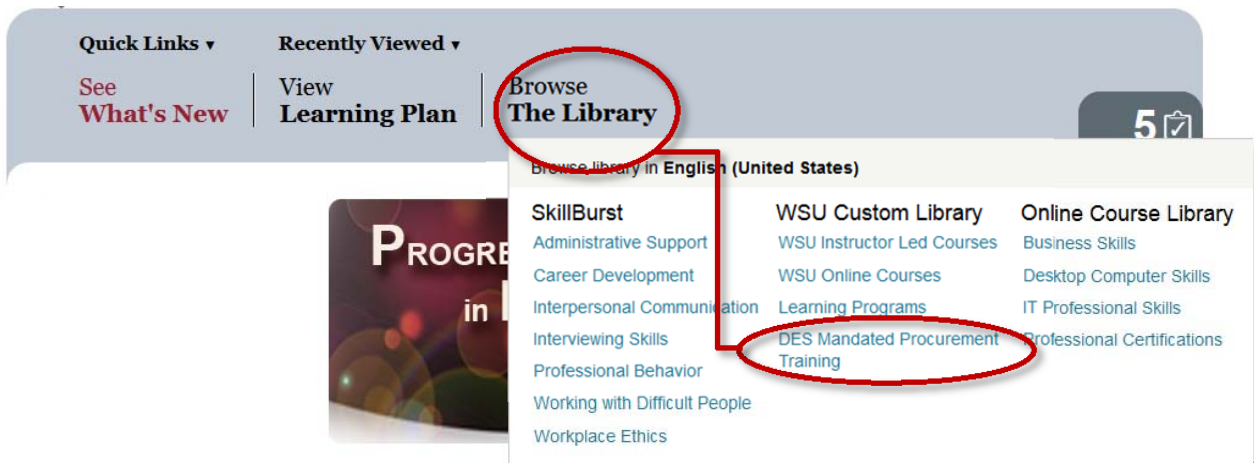 Quick Links ▾
Recently Viewed ▾
See
What's New
View
Learning Plan
Browse
The Library
5
Browse library in English (United States)
SkillBurst
Administrative Support
Career Development
Interpersonal Communication
Interviewing Skills
Professional Behavior
Working with Difficult People
Workplace Ethics
WSU Custom Library
WSU Instructor Led Courses
WSU Online Courses
Learning Programs
DES Mandated Procurement
Training
Online Course Library
Business Skills
Desktop Computer Skills
IT Professional Skills
Professional Certifications
PROGRE
in